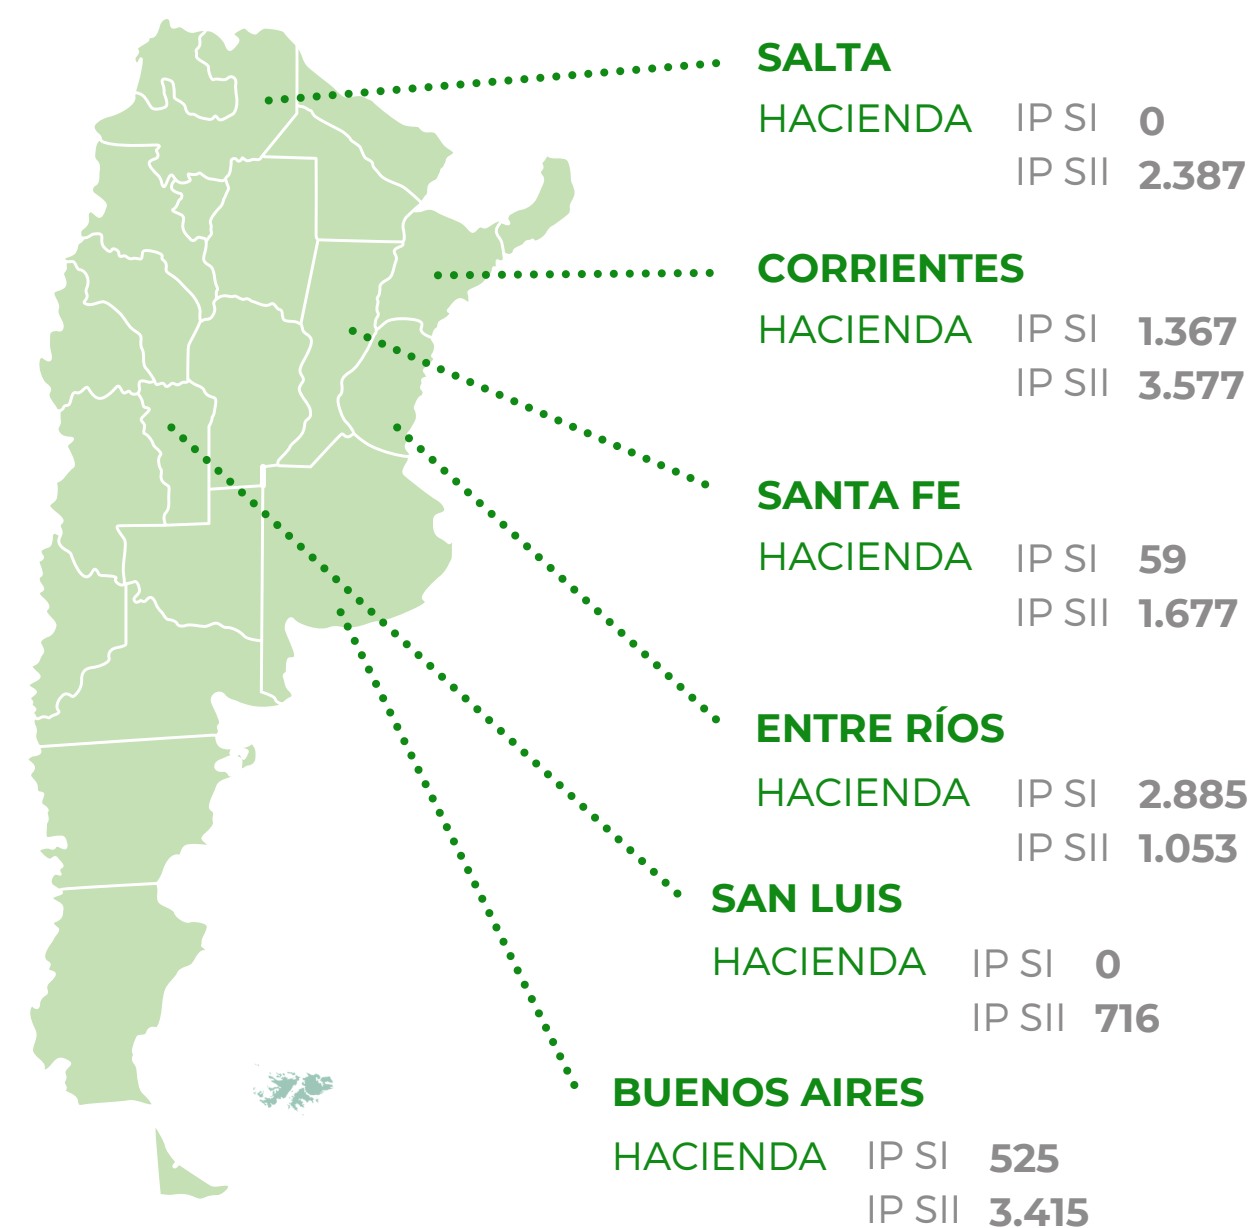 SALTA
HACIENDA IP SI 0
IP SII 2.387
CORRIENTES
HACIENDA IP SI 1.367
IP SII 3.577
SANTA FE
HACIENDA IP SI 59
IP SII 1.677
ENTRE RÍOS
HACIENDA IP SI 2.885
IP SII 1.053
SAN LUIS
HACIENDA IP SI 0
IP SII 716
BUENOS AIRES
HACIENDA IP SI 525
IP SII 3.415